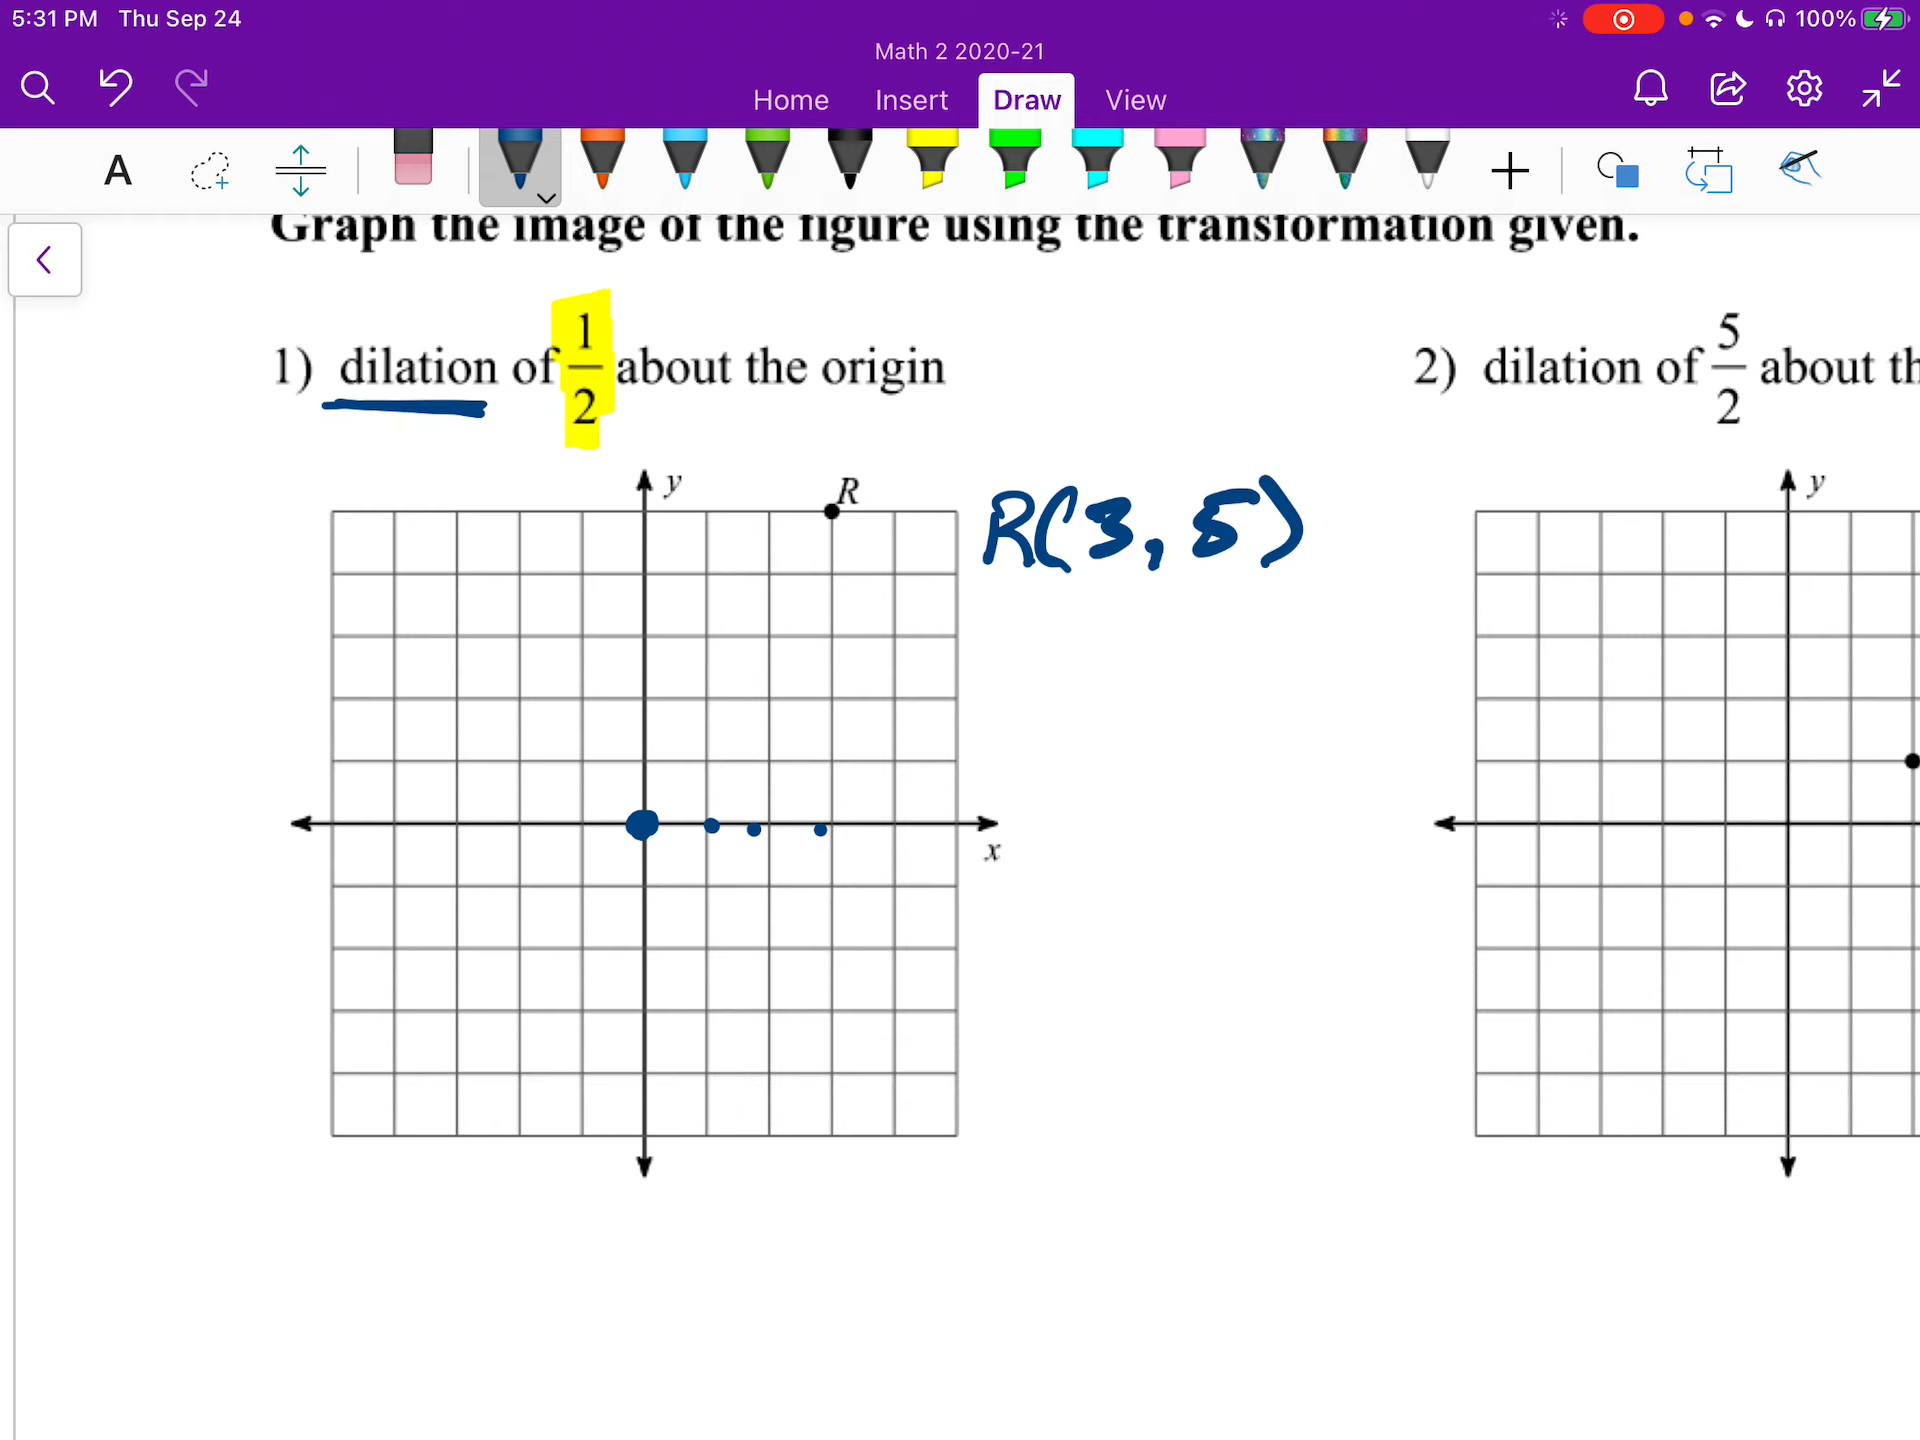 5:31 PM Thu Sep 24
100%
Math 2 2020-21
Home Insert Draw View
A
Graph the image of the figure using the transformation given.
1) dilation of 1/2 about the origin
2) dilation of 5/2 about th
y
R
R(3, 5)
x
y